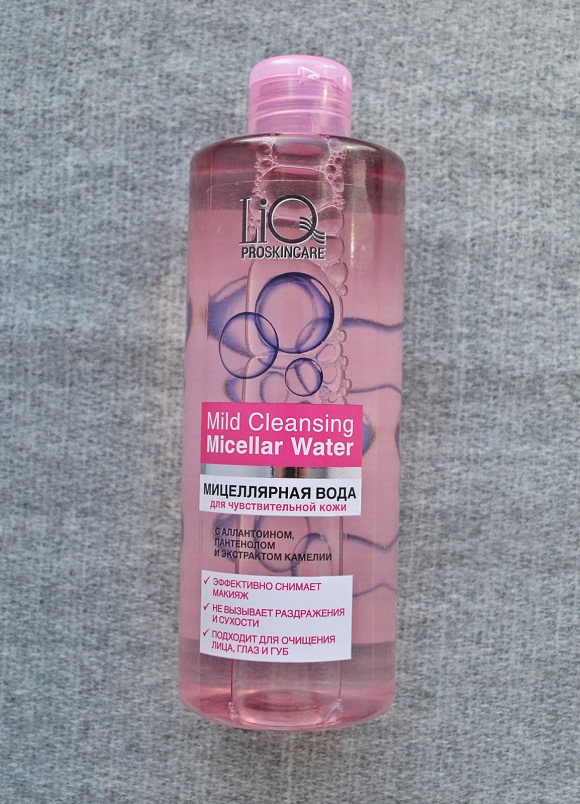 LiQ
PROSKINCARE
Mild Cleansing
Micellar Water
МИЦЕЛЛЯРНАЯ ВОДА
для чувствительной кожи
С АЛЛАНТОИНОМ,
ПАНТЕНОЛОМ
И ЭКСТРАКТОМ КАМЕЛИИ
✓ ЭФФЕКТИВНО СНИМАЕТ
МАКИЯЖ
✓ НЕ ВЫЗЫВАЕТ РАЗДРАЖЕНИЯ
И СУХОСТИ
✓ ПОДХОДИТ ДЛЯ ОЧИЩЕНИЯ
ЛИЦА, ГЛАЗ И ГУБ